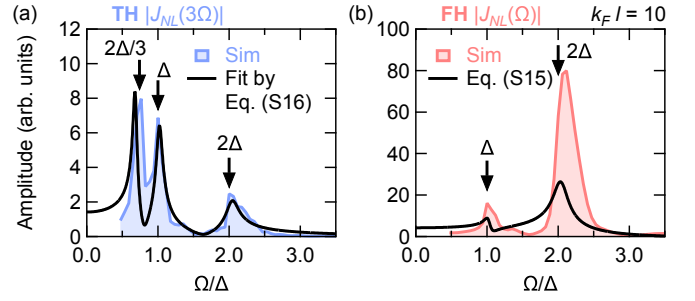 (a) TH |J_NL(3Ω)|
2Δ/3
Δ
2Δ
Sim
Fit by
Eq. (S16)
Amplitude (arb. units)
12
10
8
6
4
2
0
0.0 1.0 2.0 3.0
Ω/Δ
(b) FH |J_NL(Ω)| k_F l = 10
Sim
Eq. (S15)
2Δ
Δ
100
80
60
40
20
0
0.0 1.0 2.0 3.0
Ω/Δ